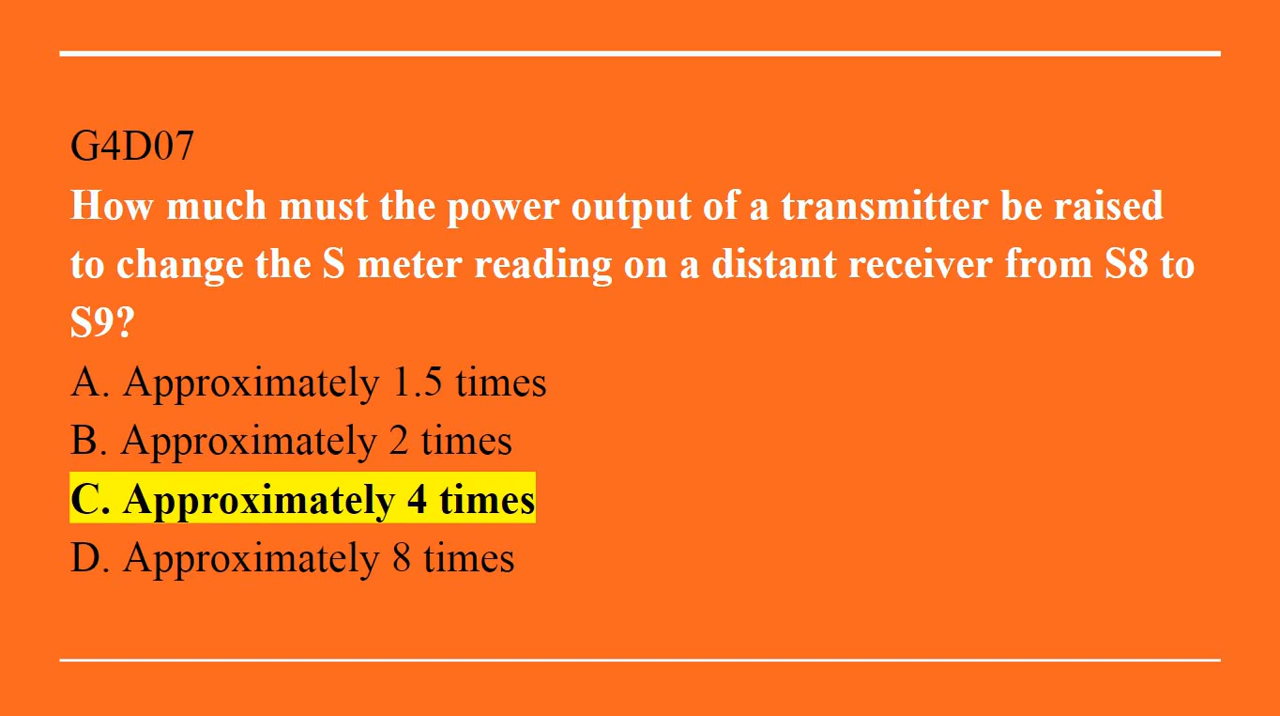 G4D07
How much must the power output of a transmitter be raised
to change the S meter reading on a distant receiver from S8 to
S9?
A. Approximately 1.5 times
B. Approximately 2 times
C. Approximately 4 times
D. Approximately 8 times